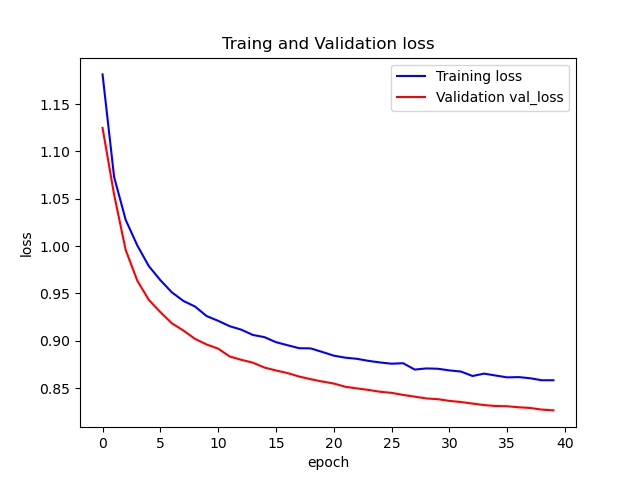 Traing and Validation loss
Training loss
Validation val_loss
1.15
1.10
1.05
1.00
0.95
0.90
0.85
loss
0 5 10 15 20 25 30 35 40
epoch